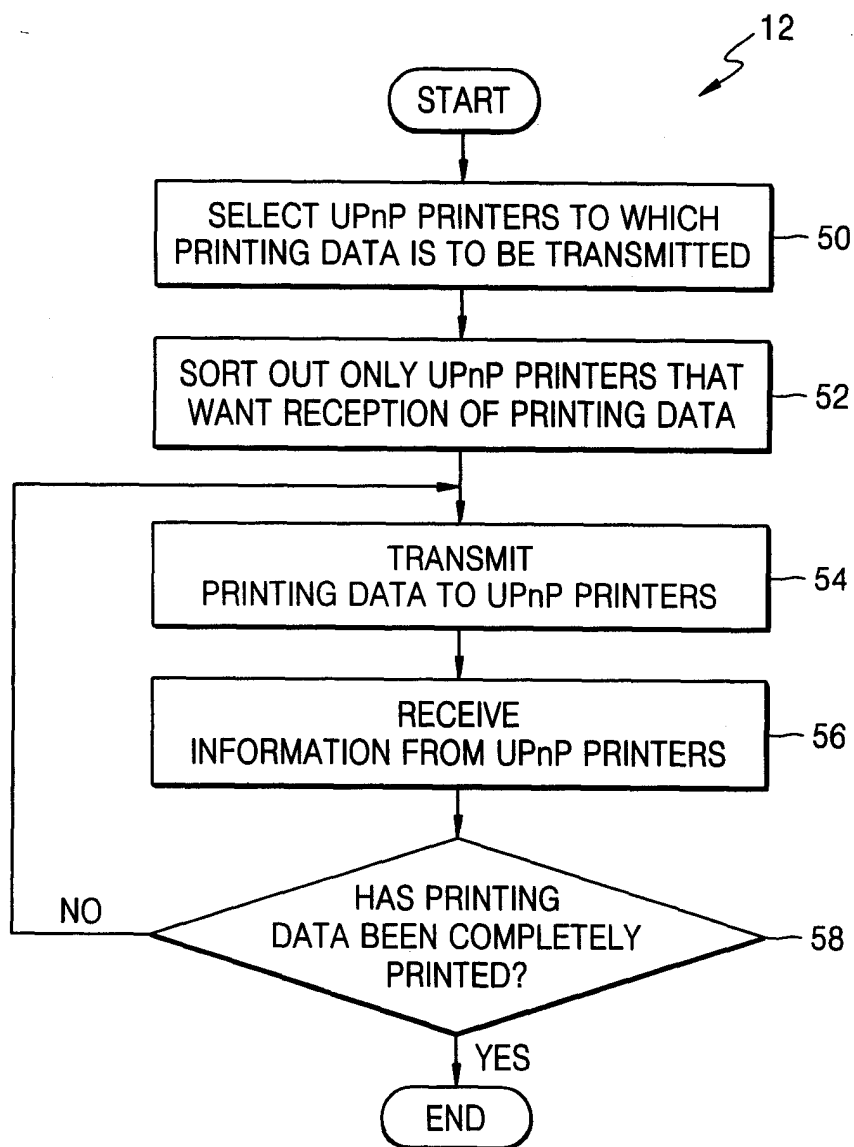 12
START
SELECT UPnP PRINTERS TO WHICH
PRINTING DATA IS TO BE TRANSMITTED
50
SORT OUT ONLY UPnP PRINTERS THAT
WANT RECEPTION OF PRINTING DATA
52
TRANSMIT
PRINTING DATA TO UPnP PRINTERS
54
RECEIVE
INFORMATION FROM UPnP PRINTERS
56
HAS PRINTING
DATA BEEN COMPLETELY
PRINTED?
58
NO
YES
END